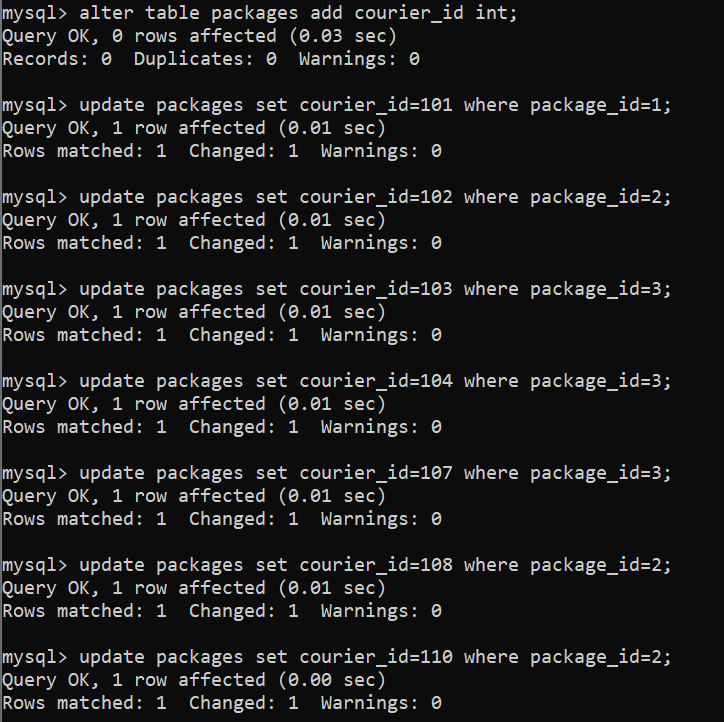 mysql> alter table packages add courier_id int;
Query OK, 0 rows affected (0.03 sec)
Records: 0  Duplicates: 0  Warnings: 0
mysql> update packages set courier_id=101 where package_id=1;
Query OK, 1 row affected (0.01 sec)
Rows matched: 1  Changed: 1  Warnings: 0
mysql> update packages set courier_id=102 where package_id=2;
Query OK, 1 row affected (0.01 sec)
Rows matched: 1  Changed: 1  Warnings: 0
mysql> update packages set courier_id=103 where package_id=3;
Query OK, 1 row affected (0.01 sec)
Rows matched: 1  Changed: 1  Warnings: 0
mysql> update packages set courier_id=104 where package_id=3;
Query OK, 1 row affected (0.01 sec)
Rows matched: 1  Changed: 1  Warnings: 0
mysql> update packages set courier_id=107 where package_id=3;
Query OK, 1 row affected (0.01 sec)
Rows matched: 1  Changed: 1  Warnings: 0
mysql> update packages set courier_id=108 where package_id=2;
Query OK, 1 row affected (0.01 sec)
Rows matched: 1  Changed: 1  Warnings: 0
mysql> update packages set courier_id=110 where package_id=2;
Query OK, 1 row affected (0.00 sec)
Rows matched: 1  Changed: 1  Warnings: 0